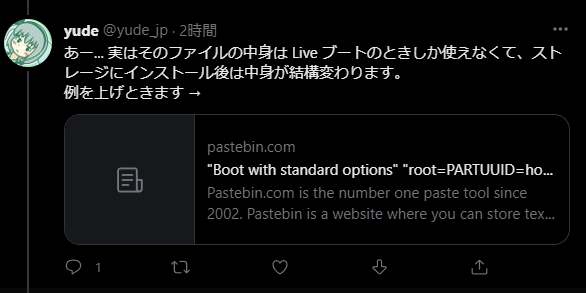 yude @yude_jp · 2時間
あー... 実はそのファイルの中身は Live ブートのときしか使えなくて、スト
レージにインストール後は中身が結構変わります。
例を上げときます →
pastebin.com
"Boot with standard options" "root=PARTUUID=ho...
Pastebin.com is the number one paste tool since
2002. Pastebin is a website where you can store tex...
1